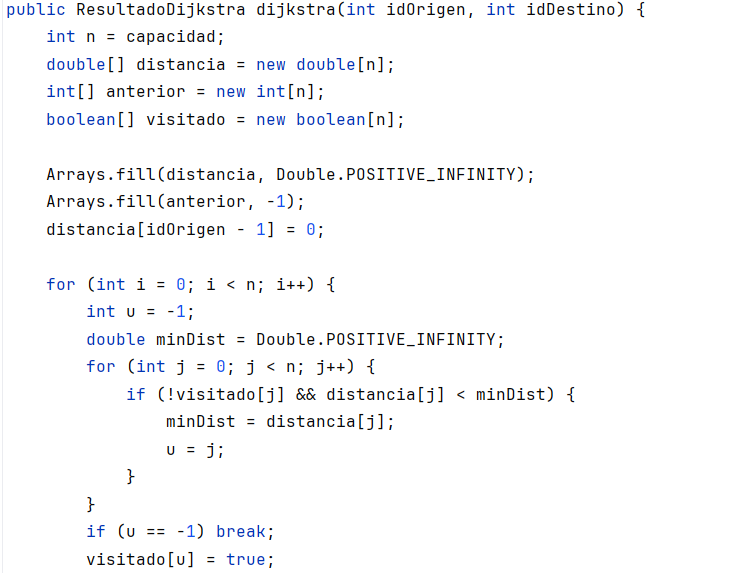 public ResultadoDijkstra dijkstra(int idOrigen, int idDestino) {
    int n = capacidad;
    double[] distancia = new double[n];
    int[] anterior = new int[n];
    boolean[] visitado = new boolean[n];

    Arrays.fill(distancia, Double.POSITIVE_INFINITY);
    Arrays.fill(anterior, -1);
    distancia[idOrigen - 1] = 0;

    for (int i = 0; i < n; i++) {
        int u = -1;
        double minDist = Double.POSITIVE_INFINITY;
        for (int j = 0; j < n; j++) {
            if (!visitado[j] && distancia[j] < minDist) {
                minDist = distancia[j];
                u = j;
            }
        }
        if (u == -1) break;
        visitado[u] = true;